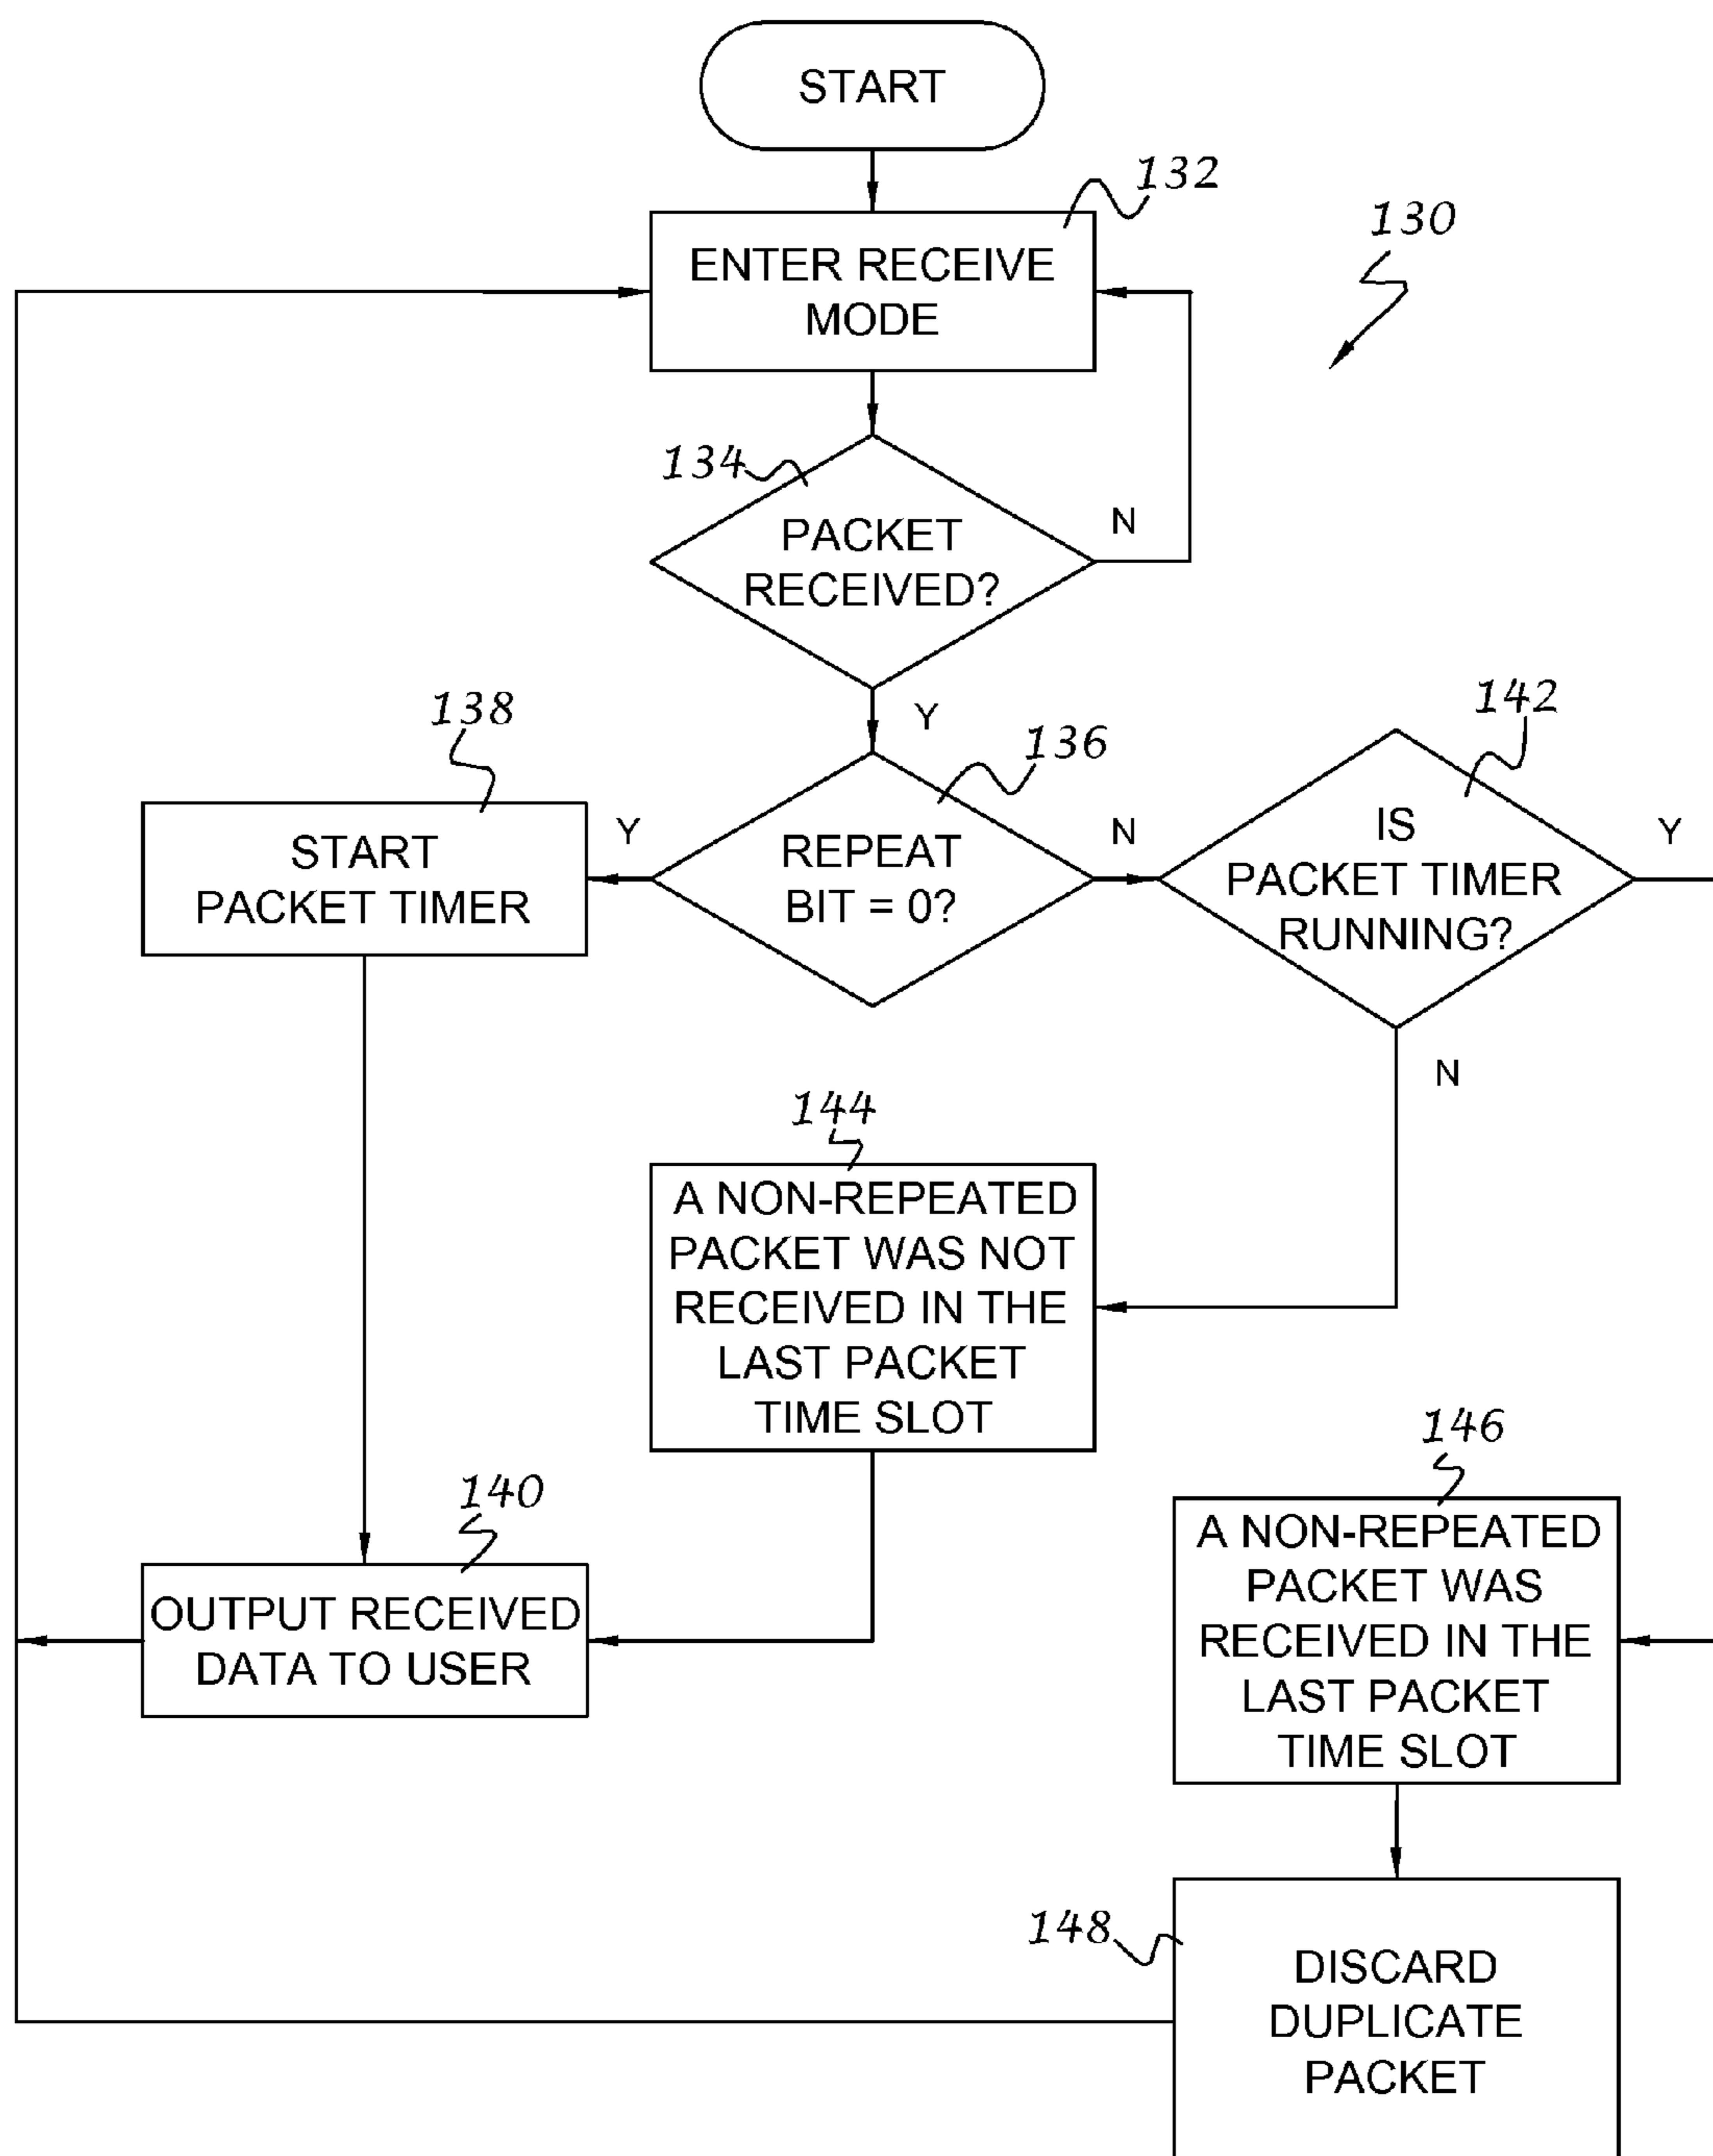 START
132
130
ENTER RECEIVE
MODE
134
PACKET
RECEIVED?
N
Y
138
136
142
START
PACKET TIMER
Y
REPEAT
BIT = 0?
N
IS
PACKET TIMER
RUNNING?
Y
N
144
A NON-REPEATED
PACKET WAS NOT
RECEIVED IN THE
LAST PACKET
TIME SLOT
140
OUTPUT RECEIVED
DATA TO USER
146
A NON-REPEATED
PACKET WAS
RECEIVED IN THE
LAST PACKET
TIME SLOT
148
DISCARD
DUPLICATE
PACKET